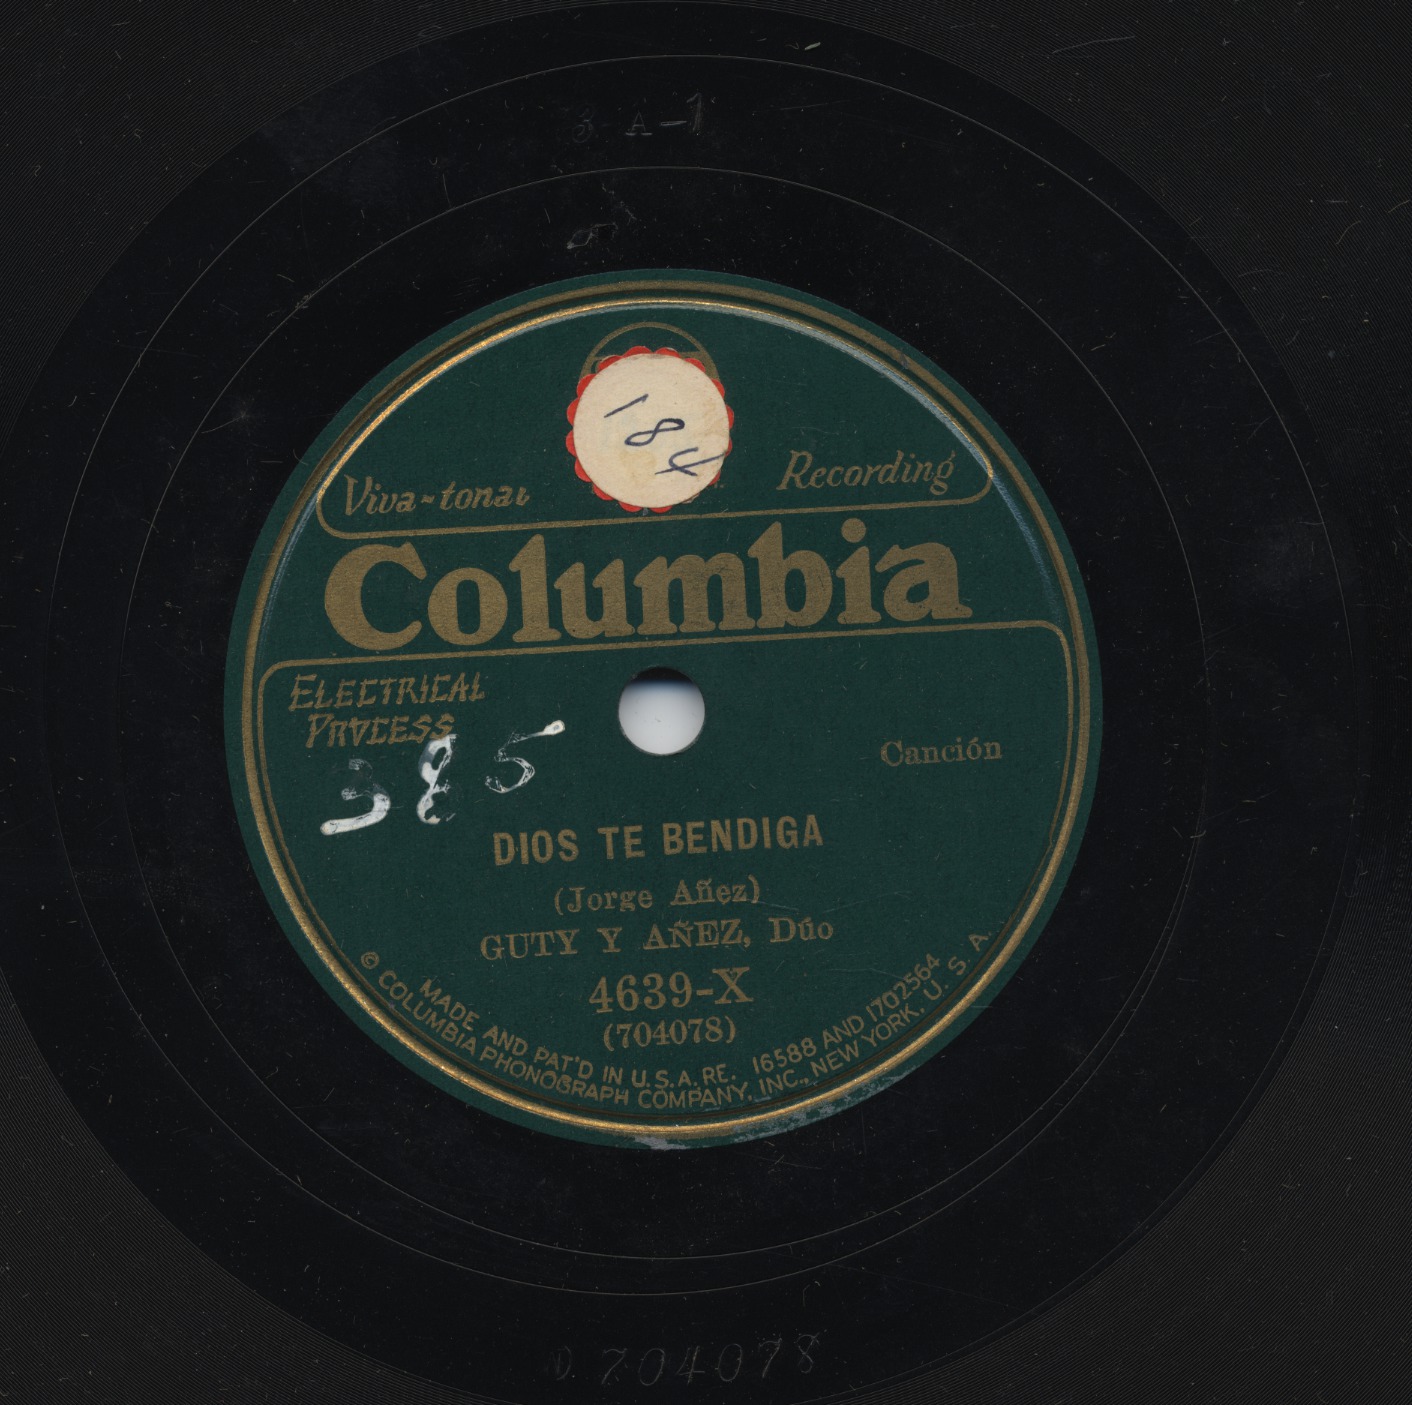 3 A-1
184
Viva-tonal Recording
Columbia
ELECTRICAL
PROCESS
385
Canción
DIOS TE BENDIGA
(Jorge Añez)
GUTY Y AÑEZ, Dúo
4639-X
(704078)
MADE AND PAT'D IN U.S.A. RE. 16588 AND 1702564
© COLUMBIA PHONOGRAPH COMPANY, INC., NEW YORK, U. S. A.
D 704078